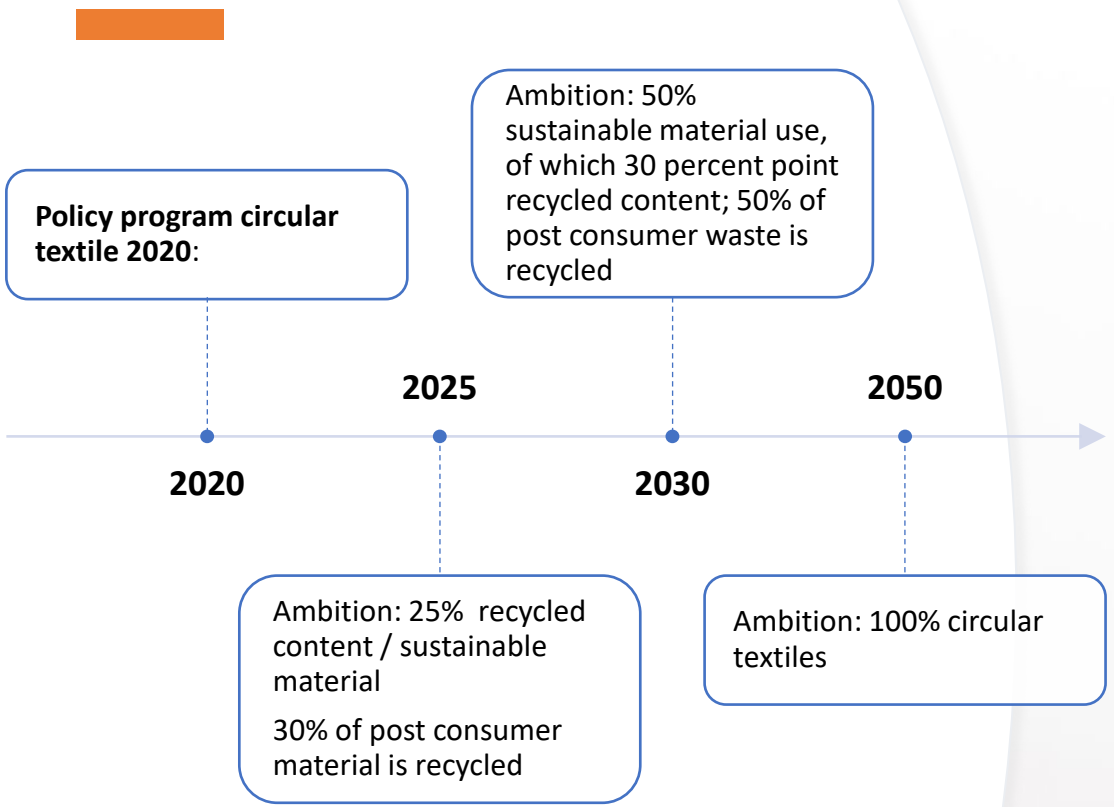 Policy program circular
textile 2020:
2020
2025
Ambition: 25% recycled
content / sustainable
material
30% of post consumer
material is recycled
Ambition: 50%
sustainable material use,
of which 30 percent point
recycled content; 50% of
post consumer waste is
recycled
2030
2050
Ambition: 100% circular
textiles